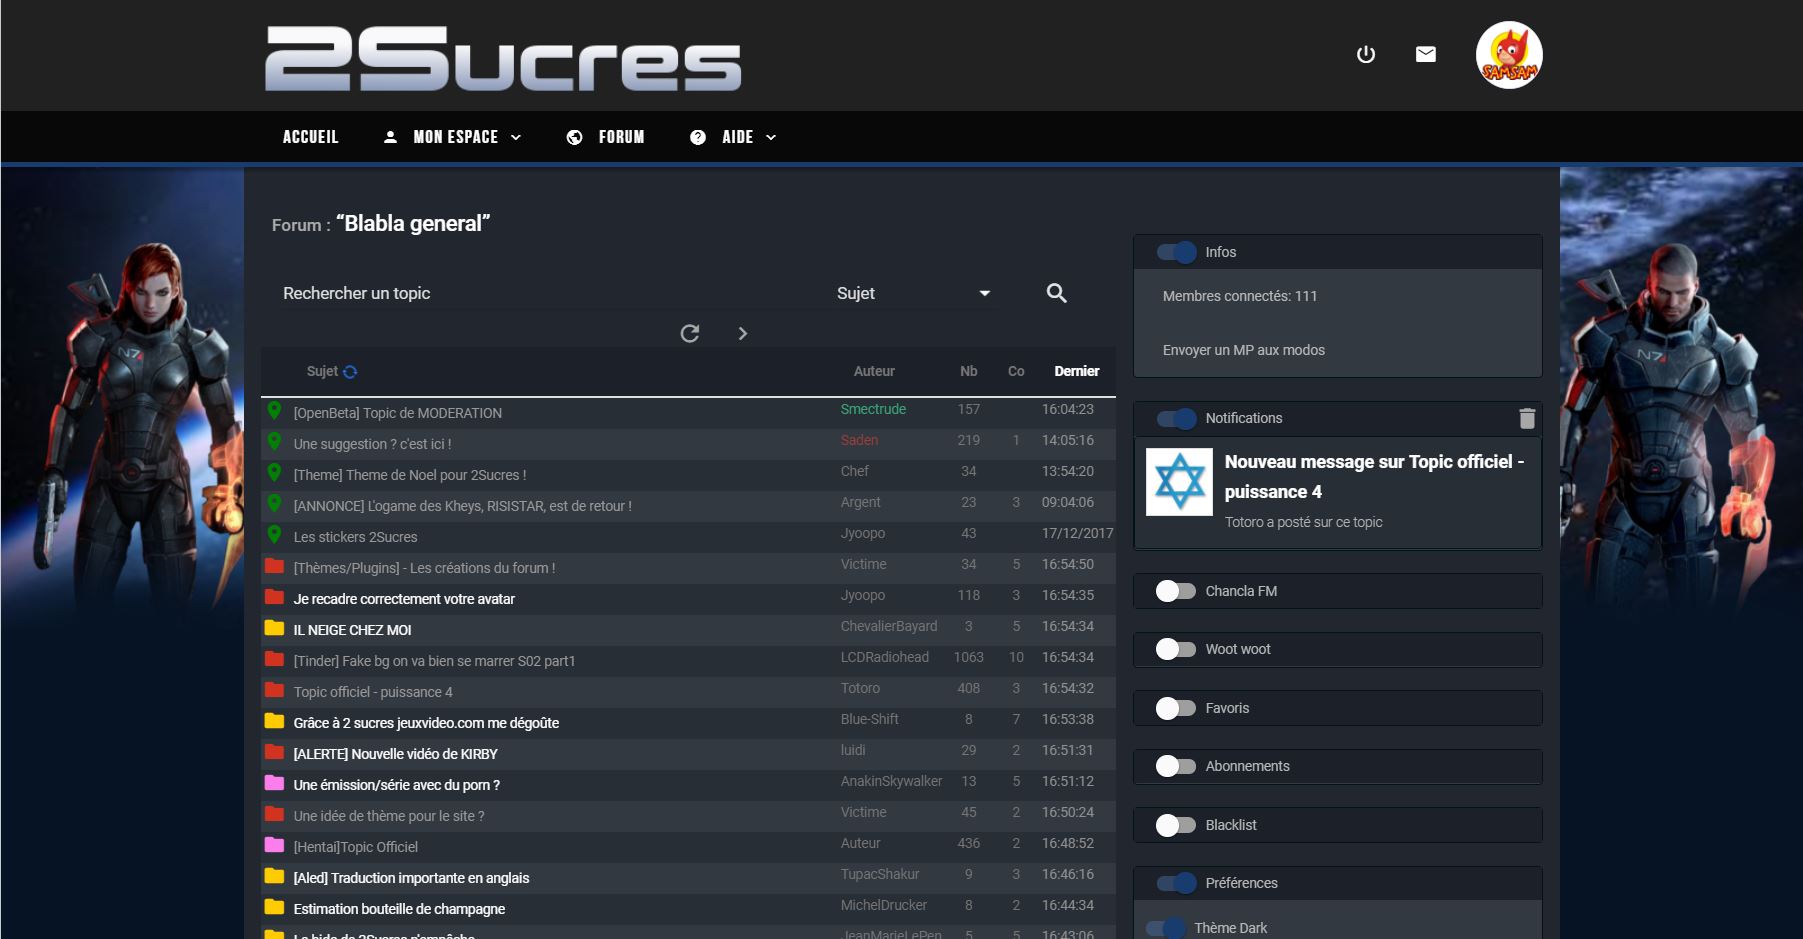 2Sucres
SAMSAM
ACCUEIL MON ESPACE FORUM AIDE
Forum : “Blabla general”
Rechercher un topic Sujet
Sujet Auteur Nb Co Dernier
[OpenBeta] Topic de MODERATION Smectrude 157 16:04:23
Une suggestion ? c'est ici ! Saden 219 1 14:05:16
[Theme] Theme de Noel pour 2Sucres ! Chef 34 13:54:20
[ANNONCE] L'ogame des Kheys, RISISTAR, est de retour ! Argent 23 3 09:04:06
Les stickers 2Sucres Jyoopo 43 17/12/2017
[Thèmes/Plugins] - Les créations du forum ! Victime 34 5 16:54:50
Je recadre correctement votre avatar Jyoopo 118 3 16:54:35
IL NEIGE CHEZ MOI ChevalierBayard 3 5 16:54:34
[Tinder] Fake bg on va bien se marrer S02 part1 LCDRadiohead 1063 10 16:54:34
Topic officiel - puissance 4 Totoro 408 3 16:54:32
Grâce à 2 sucres jeuxvideo.com me dégoûte Blue-Shift 8 7 16:53:38
[ALERTE] Nouvelle vidéo de KIRBY luidi 29 2 16:51:31
Une émission/série avec du porn ? AnakinSkywalker 13 5 16:51:12
Une idée de thème pour le site ? Victime 45 2 16:50:24
[Hentai]Topic Officiel Auteur 436 2 16:48:52
[Aled] Traduction importante en anglais TupacShakur 9 3 16:46:16
Estimation bouteille de champagne MichelDrucker 8 2 16:44:34
Le bide de 2Sucres n'empêche JeanMarieLePen 5 5 16:43:06
Infos
Membres connectés: 111
Envoyer un MP aux modos
Notifications
Nouveau message sur Topic officiel -
puissance 4
Totoro a posté sur ce topic
Chancla FM
Woot woot
Favoris
Abonnements
Blacklist
Préférences
Thème Dark
N7
N7